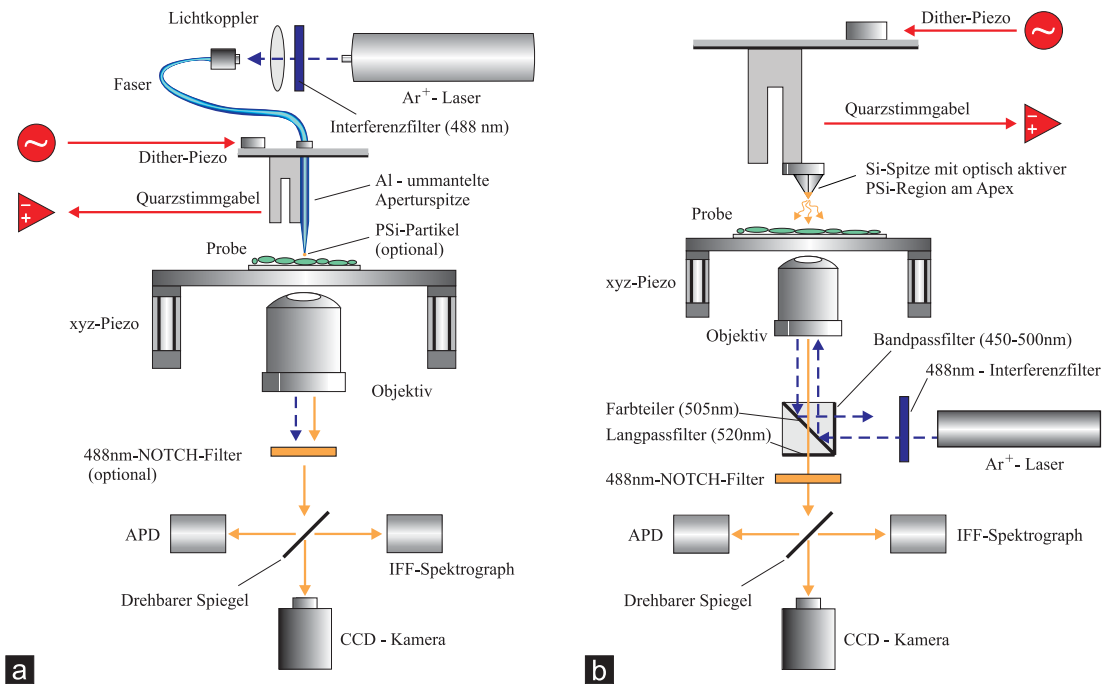 Lichtkoppler
Faser
Ar+- Laser
Interferenzfilter (488 nm)
~
Dither-Piezo
Quarzstimmgabel
+
-
Al - ummantelte
Aperturspitze
PSi-Partikel
(optional)
Probe
xyz-Piezo
Objektiv
488nm-NOTCH-Filter
(optional)
APD
IFF-Spektrograph
Drehbarer Spiegel
CCD - Kamera
a
Dither-Piezo
~
Quarzstimmgabel
+
-
Si-Spitze mit optisch aktiver
PSi-Region am Apex
Probe
xyz-Piezo
Objektiv
Bandpassfilter (450-500nm)
488nm - Interferenzfilter
Farbteiler (505nm)
Langpassfilter (520nm)
Ar+- Laser
488nm-NOTCH-Filter
APD
IFF-Spektrograph
Drehbarer Spiegel
CCD - Kamera
b